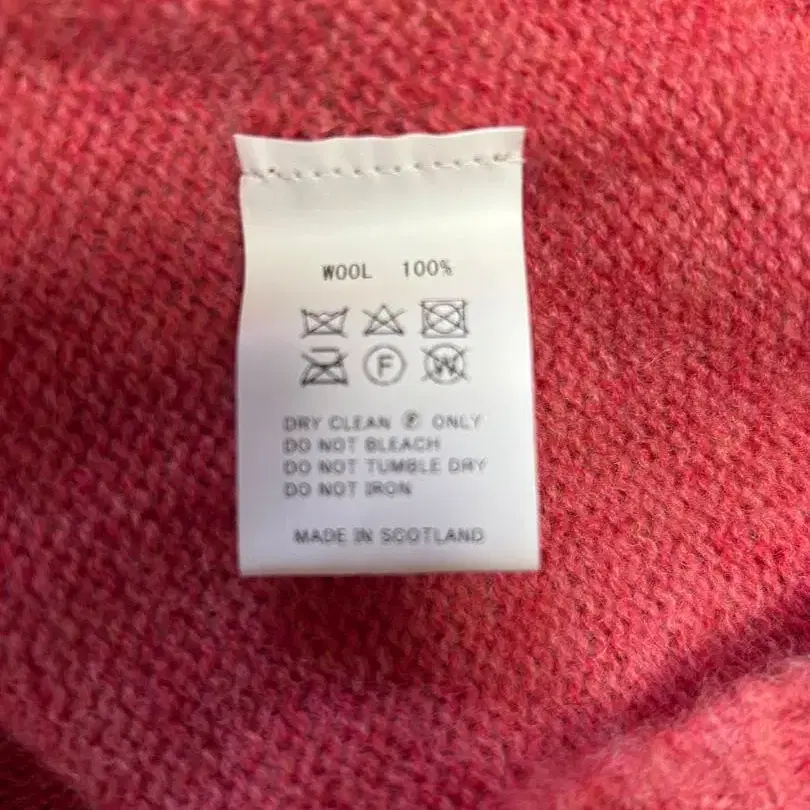 WOOL 100%
F W
DRY CLEAN Ⓕ ONLY
DO NOT BLEACH
DO NOT TUMBLE DRY
DO NOT IRON
MADE IN SCOTLAND